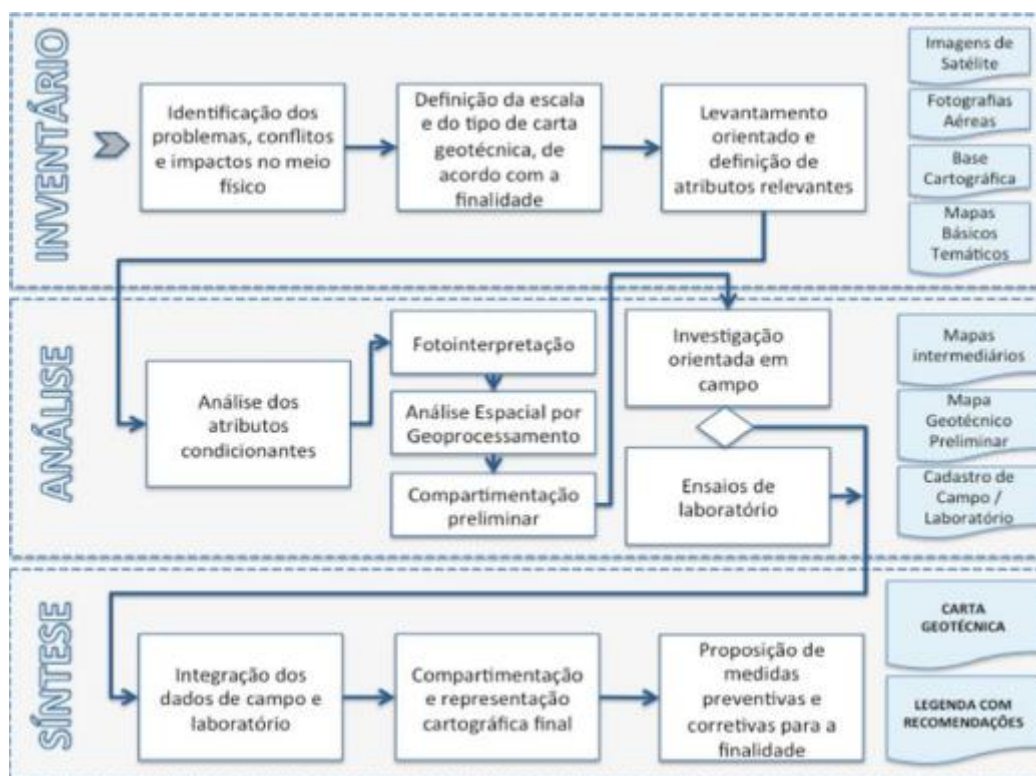 INVENTÁRIO
Identificação dos
problemas, conflitos
e impactos no meio
físico
Definição da escala
e do tipo de carta
geotécnica, de
acordo com a
finalidade
Levantamento
orientado e
definição de
atributos relevantes
Imagens de
Satélite
Fotografias
Aéreas
Base
Cartográfica
Mapas
Básicos
Temáticos
ANÁLISE
Análise dos
atributos
condicionantes
Fotointerpretação
Análise Espacial por
Geoprocessamento
Compartimentação
preliminar
Investigação
orientada em
campo
Ensaios de
laboratório
Mapas
intermediários
Mapa
Geotécnico
Preliminar
Cadastro de
Campo /
Laboratório
SÍNTESE
Integração dos
dados de campo e
laboratório
Compartimentação
e representação
cartográfica final
Proposição de
medidas
preventivas e
corretivas para a
finalidade
CARTA
GEOTÉCNICA
LEGENDA COM
RECOMENDAÇÕES